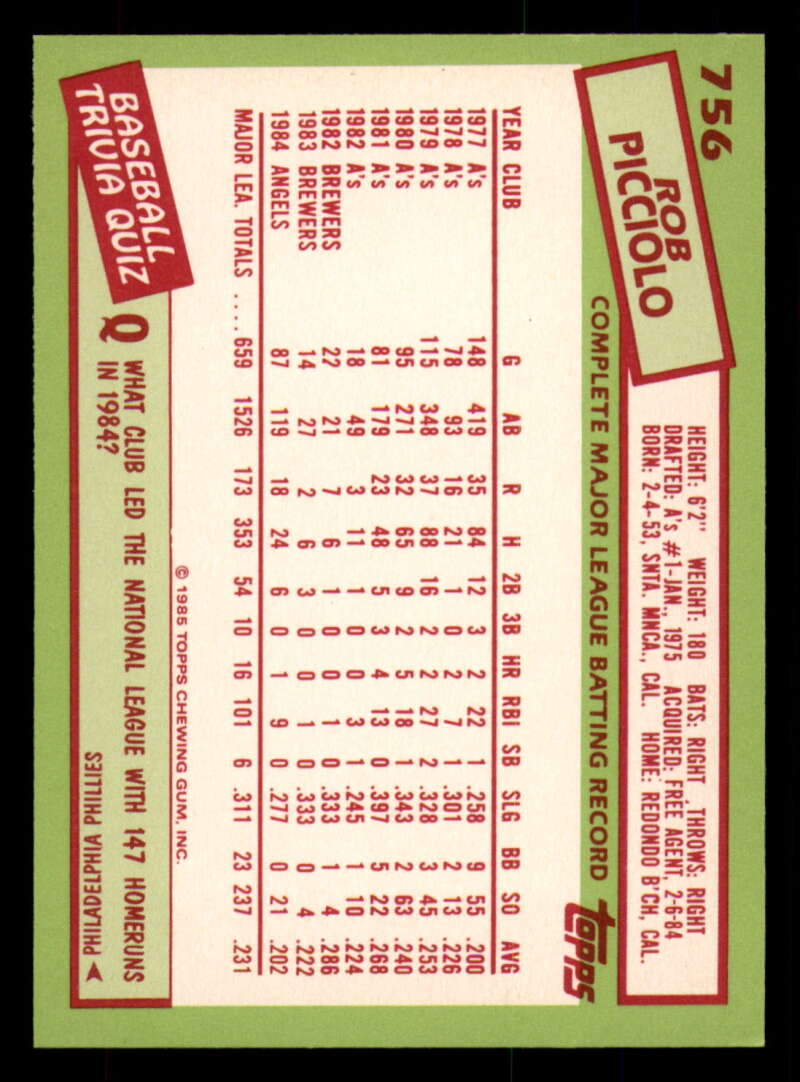 756
ROB
PICCIOLO
HEIGHT: 6'2" WEIGHT: 180 BATS: RIGHT THROWS: RIGHT
DRAFTED: A's #1-JAN., 1975 ACQUIRED: FREE AGENT, 2-6-84
BORN: 2-4-53, SNTA. MNCA., CAL. HOME: REDONDO B'CH, CAL.
COMPLETE MAJOR LEAGUE BATTING RECORD
topps
YEAR CLUB G AB R H 2B 3B HR RBI SB SLG BB SO AVG
1977 A's 148 419 35 84 12 3 2 22 1 .258 9 55 .200
1978 A's 78 93 16 21 1 0 2 7 1 .301 2 13 .226
1979 A's 115 348 37 88 16 2 2 27 2 .328 3 45 .253
1980 A's 95 271 32 65 9 2 5 18 1 .343 2 63 .240
1981 A's 81 179 23 48 5 3 4 13 0 .397 5 22 .268
1982 A's 18 49 3 11 1 0 0 3 1 .245 1 10 .224
1982 BREWERS 22 21 7 6 1 0 0 1 1 .333 1 4 .286
1983 BREWERS 14 27 2 6 3 0 0 1 0 .333 0 4 .222
1984 ANGELS 87 119 18 24 6 0 1 9 0 .277 0 21 .202
MAJOR LEA. TOTALS .... 659 1526 173 353 54 10 16 101 6 .311 23 237 .231
© 1985 TOPPS CHEWING GUM, INC.
BASEBALL
TRIVIA QUIZ
Q WHAT CLUB LED THE NATIONAL LEAGUE WITH 147 HOMERUNS
IN 1984?
PHILADELPHIA PHILLIES